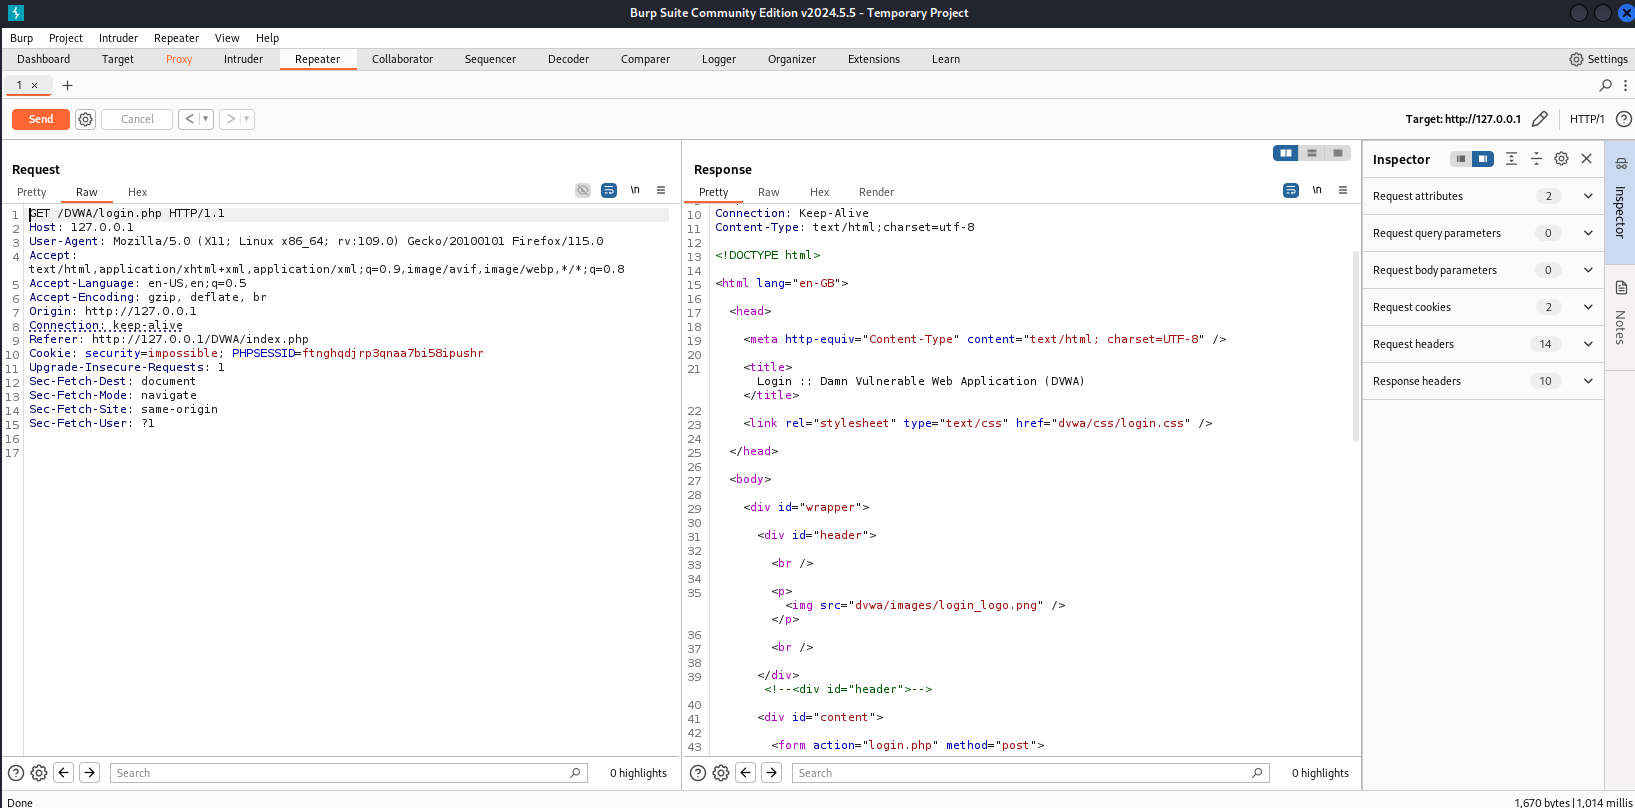 Burp Suite Community Edition v2024.5.5 - Temporary Project
Burp Project Intruder Repeater View Help
Dashboard Target Proxy Intruder Repeater Collaborator Sequencer Decoder Comparer Logger Organizer Extensions Learn Settings
1 × +
Send Cancel < > Target: http://127.0.0.1 HTTP/1
Request
Pretty Raw Hex \n
1 GET /DVWA/login.php HTTP/1.1
2 Host: 127.0.0.1
3 User-Agent: Mozilla/5.0 (X11; Linux x86_64; rv:109.0) Gecko/20100101 Firefox/115.0
4 Accept:
text/html,application/xhtml+xml,application/xml;q=0.9,image/avif,image/webp,*/*;q=0.8
5 Accept-Language: en-US,en;q=0.5
6 Accept-Encoding: gzip, deflate, br
7 Origin: http://127.0.0.1
8 Connection: keep-alive
9 Referer: http://127.0.0.1/DVWA/index.php
10 Cookie: security=impossible; PHPSESSID=ftnghqdjrp3qnaa7bi58ipushr
11 Upgrade-Insecure-Requests: 1
12 Sec-Fetch-Dest: document
13 Sec-Fetch-Mode: navigate
14 Sec-Fetch-Site: same-origin
15 Sec-Fetch-User: ?1
16
17
Search 0 highlights
Response
Pretty Raw Hex Render \n
10 Connection: Keep-Alive
11 Content-Type: text/html;charset=utf-8
12
13 <!DOCTYPE html>
14
15 <html lang="en-GB">
16
17 <head>
18
19 <meta http-equiv="Content-Type" content="text/html; charset=UTF-8" />
20
21 <title>
Login :: Damn Vulnerable Web Application (DVWA)
</title>
22
23 <link rel="stylesheet" type="text/css" href="dvwa/css/login.css" />
24
25 </head>
26
27 <body>
28
29 <div id="wrapper">
30
31 <div id="header">
32
33 <br />
34
35 <p>
<img src="dvwa/images/login_logo.png" />
</p>
36
37 <br />
38
39 </div>
<!--<div id="header">-->
40
41 <div id="content">
42
43 <form action="login.php" method="post">
Search 0 highlights
Inspector
Request attributes 2
Request query parameters 0
Request body parameters 0
Request cookies 2
Request headers 14
Response headers 10
Inspector
Notes
Done 1,670 bytes | 1,014 millis